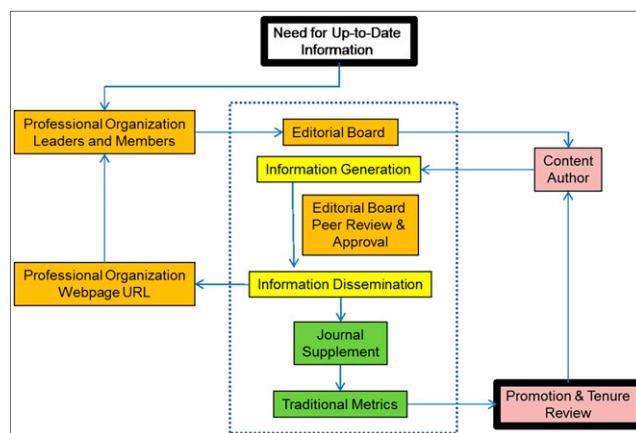 Need for Up-to-Date
Information
Professional Organization
Leaders and Members
Editorial Board
Content
Author
Information Generation
Editorial Board
Peer Review &
Approval
Professional Organization
Webpage URL
Information Dissemination
Journal
Supplement
Traditional Metrics
Promotion & Tenure
Review